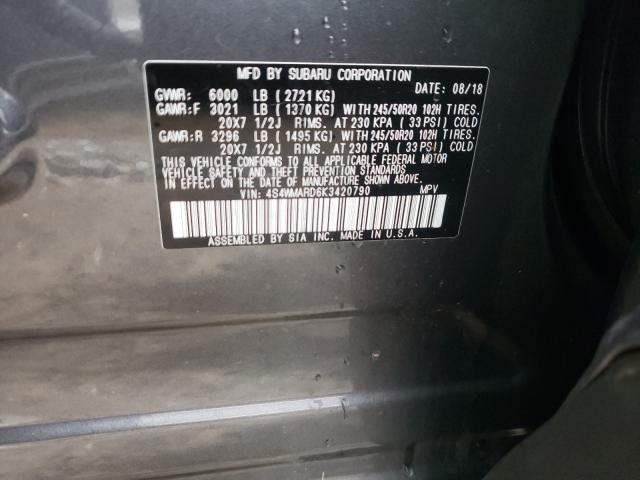 MFD BY SUBARU CORPORATION
DATE: 08/18
GVWR: 6000 LB ( 2721 KG)
GAWR:F 3021 LB ( 1370 KG) WITH 245/50R20 102H TIRES.
20X7 1/2J RIMS. AT 230 KPA ( 33 PSI) COLD
GAWR:R 3296 LB ( 1495 KG) WITH 245/50R20 102H TIRES.
20X7 1/2J RIMS. AT 230 KPA ( 33 PSI) COLD
THIS VEHICLE CONFORMS TO ALL APPLICABLE FEDERAL MOTOR
VEHICLE SAFETY AND THEFT PREVENTION STANDARDS
IN EFFECT ON THE DATE OF MANUFACTURE SHOWN ABOVE.
VIN: 4S4WMARD6K3420790 MPV
ASSEMBLED BY SIA INC. MADE IN U.S.A.